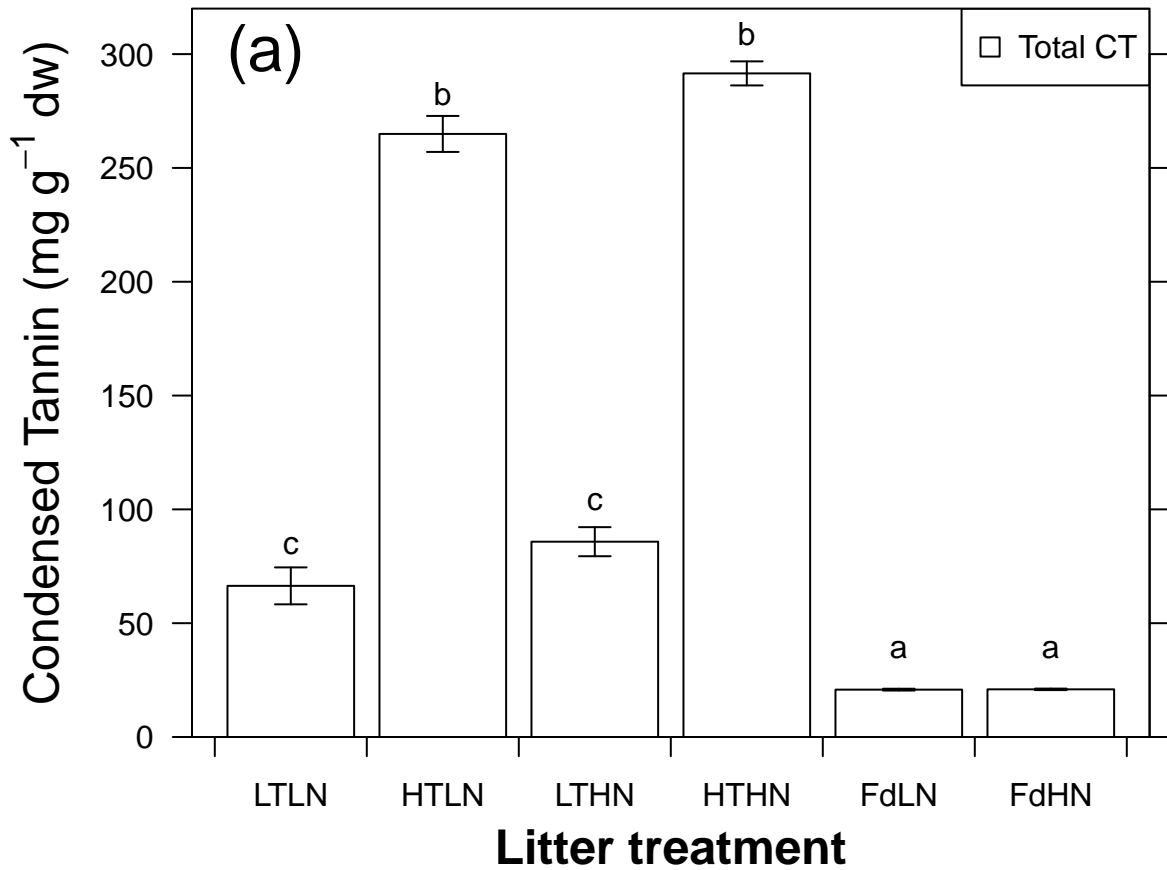 (a)
Total CT
Condensed Tannin (mg g⁻¹ dw)
300
250
200
150
100
50
0
c
b
c
b
a
a
LTLN HTLN LTHN HTHN FdLN FdHN
Litter treatment